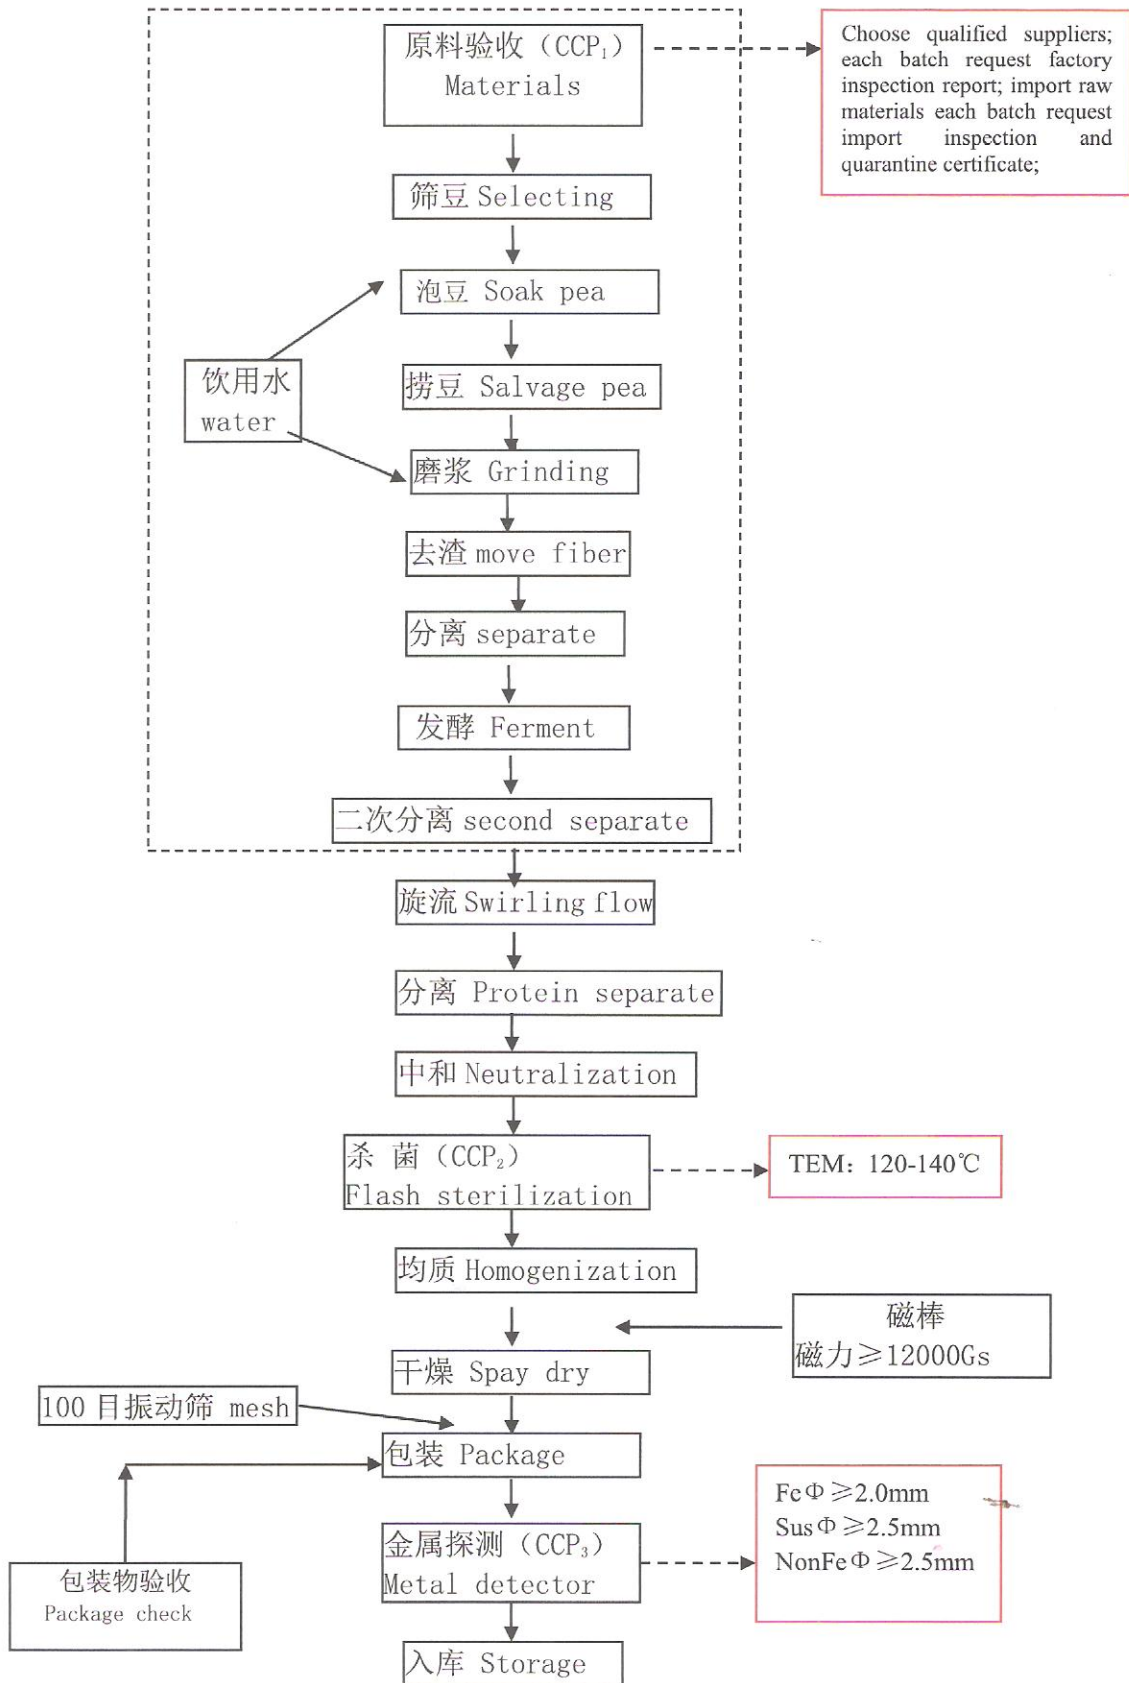 原料验收（CCP₁）
Materials
Choose qualified suppliers;
each batch request factory
inspection report; import raw
materials each batch request
import inspection and
quarantine certificate;
筛豆 Selecting
泡豆 Soak pea
饮用水
water
捞豆 Salvage pea
磨浆 Grinding
去渣 move fiber
分离 separate
发酵 Ferment
二次分离 second separate
旋流 Swirling flow
分离 Protein separate
中和 Neutralization
杀 菌（CCP₂）
Flash sterilization
TEM：120-140℃
均质 Homogenization
磁棒
磁力≥12000Gs
干燥 Spay dry
100 目振动筛 mesh
包装 Package
金属探测（CCP₃）
Metal detector
FeΦ≥2.0mm
SusΦ≥2.5mm
NonFeΦ≥2.5mm
包装物验收
Package check
入库 Storage